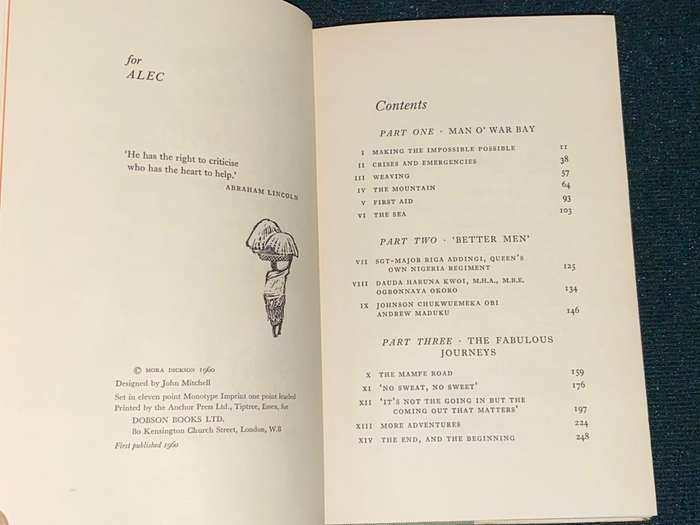 for
ALEC
'He has the right to criticise
who has the heart to help.'
ABRAHAM LINCOLN
© MORA DICKSON 1960
Designed by John Mitchell
Set in eleven point Monotype Imprint one point leaded
Printed by the Anchor Press Ltd., Tiptree, Essex, for
DOBSON BOOKS LTD.
80 Kensington Church Street, London, W.8
First published 1960
Contents
PART ONE · MAN O' WAR BAY
I MAKING THE IMPOSSIBLE POSSIBLE 11
II CRISES AND EMERGENCIES 38
III WEAVING 57
IV THE MOUNTAIN 64
V FIRST AID 93
VI THE SEA 103
PART TWO · 'BETTER MEN'
VII SGT-MAJOR RIGA ADDINGI, QUEEN'S
OWN NIGERIA REGIMENT 125
VIII DAUDA HARUNA KWOI, M.H.A., M.B.E.
OGBONNAYA OKORO 134
IX JOHNSON CHUKWUEMEKA OBI
ANDREW MADUKU 146
PART THREE · THE FABULOUS
JOURNEYS
X THE MAMFE ROAD 159
XI 'NO SWEAT, NO SWEET' 176
XII 'IT'S NOT THE GOING IN BUT THE
COMING OUT THAT MATTERS' 197
XIII MORE ADVENTURES 224
XIV THE END, AND THE BEGINNING 248